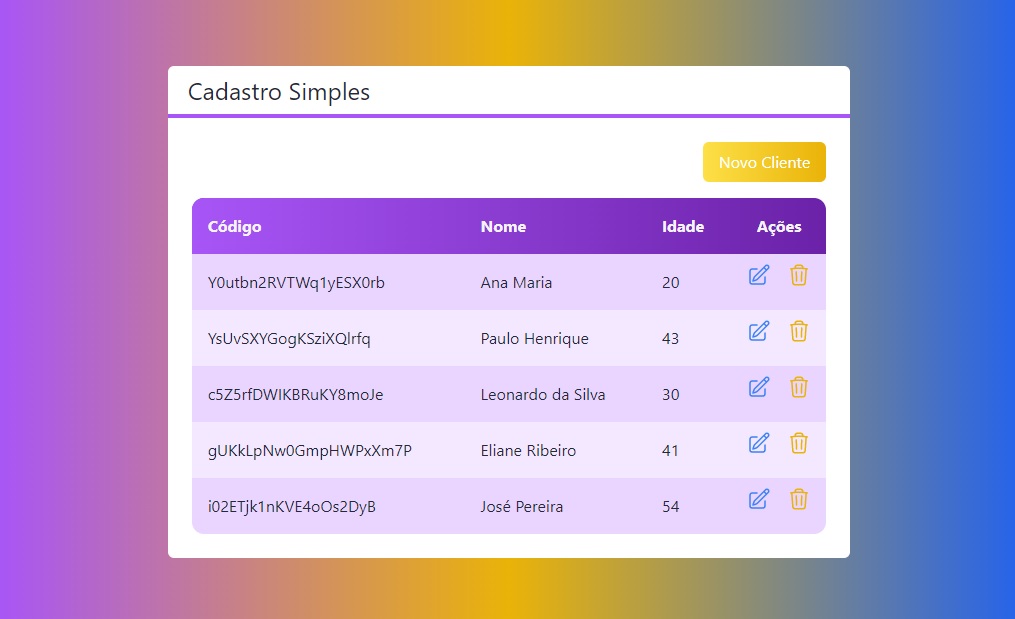 Cadastro Simples
Novo Cliente
Código Nome Idade Ações
Y0utbn2RVTWq1yESX0rb Ana Maria 20
YsUvSXYGogKSziXQlrfq Paulo Henrique 43
c5Z5rfDWIKBRuKY8moJe Leonardo da Silva 30
gUKkLpNw0GmpHWPxXm7P Eliane Ribeiro 41
i02ETjk1nKVE4oOs2DyB José Pereira 54